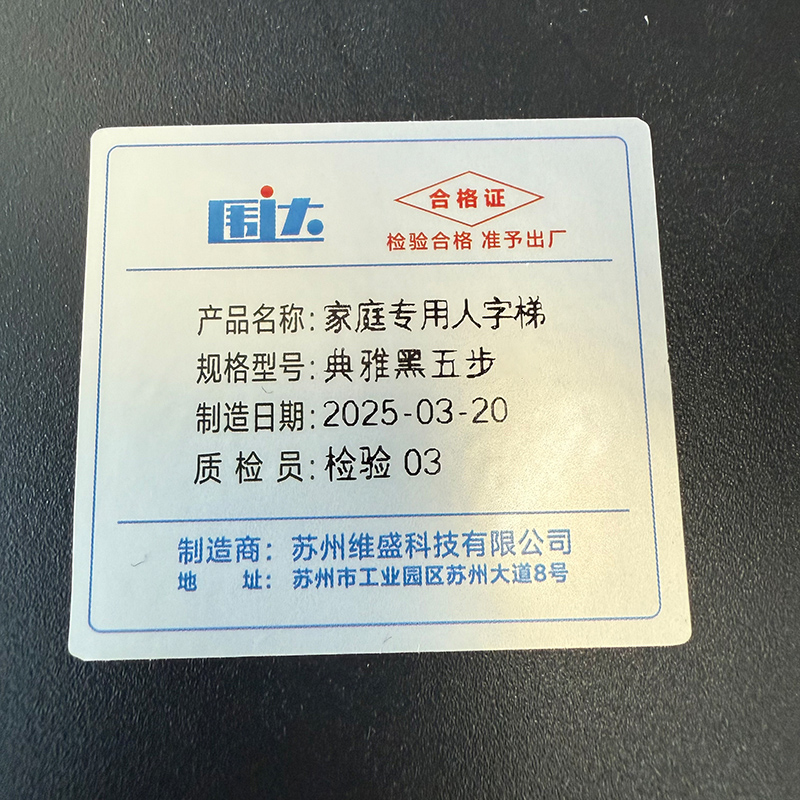 围达
合格证
检验合格 准予出厂
产品名称:家庭专用人字梯
规格型号:典雅黑五步
制造日期:2025-03-20
质检员:检验 03
制造商:苏州维盛科技有限公司
地址:苏州市工业园区苏州大道8号